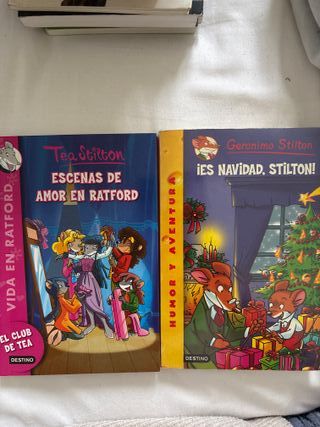 VIDA EN RATFORD
Tea Stilton
ESCENAS DE
AMOR EN RATFORD
EL CLUB
DE TEA
DESTINO
HUMOR Y AVENTURA
Geronimo Stilton
¡ES NAVIDAD, STILTON!
DESTINO